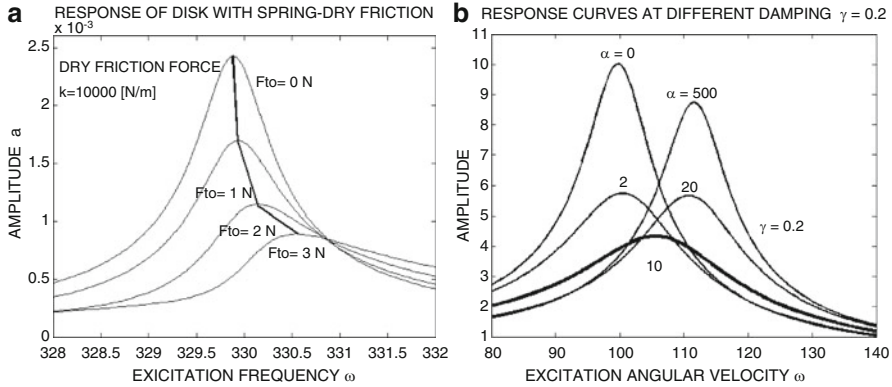 a RESPONSE OF DISK WITH SPRING-DRY FRICTION
x 10-3
2.5
2
1.5
1
0.5
0
DRY FRICTION FORCE
k=10000 [N/m]
Fto= 0 N
Fto= 1 N
Fto= 2 N
Fto= 3 N
AMPLITUDE a
328 328.5 329 329.5 330 330.5 331 331.5 332
EXICITATION FREQUENCY ω
b RESPONSE CURVES AT DIFFERENT DAMPING γ = 0.2
11
10
9
8
7
6
5
4
3
2
1
α = 0
α = 500
2
20
γ = 0.2
10
AMPLITUDE
80 90 100 110 120 130 140
EXCITATION ANGULAR VELOCITY ω